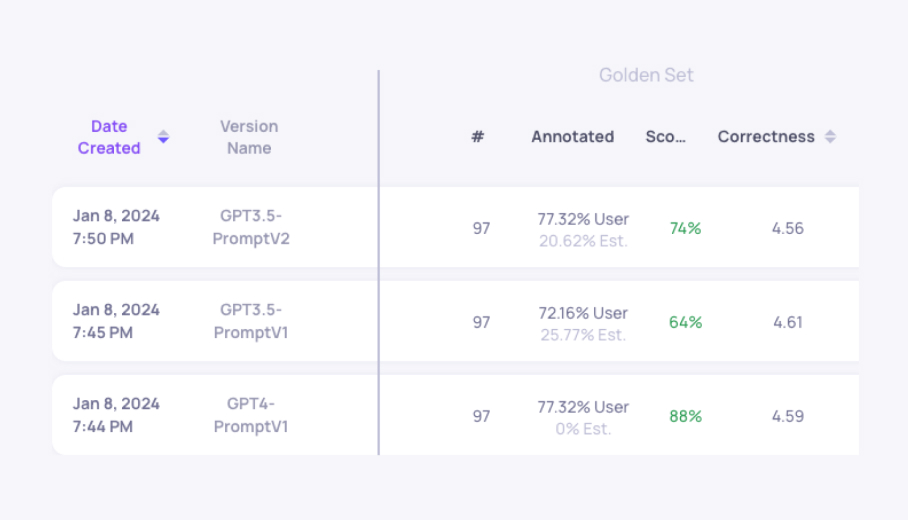 Golden Set
Date Created
Version Name
# Annotated Sco... Correctness
Jan 8, 2024
7:50 PM
GPT3.5-
PromptV2
97
77.32% User
20.62% Est.
74%
4.56
Jan 8, 2024
7:45 PM
GPT3.5-
PromptV1
97
72.16% User
25.77% Est.
64%
4.61
Jan 8, 2024
7:44 PM
GPT4-
PromptV1
97
77.32% User
0% Est.
88%
4.59